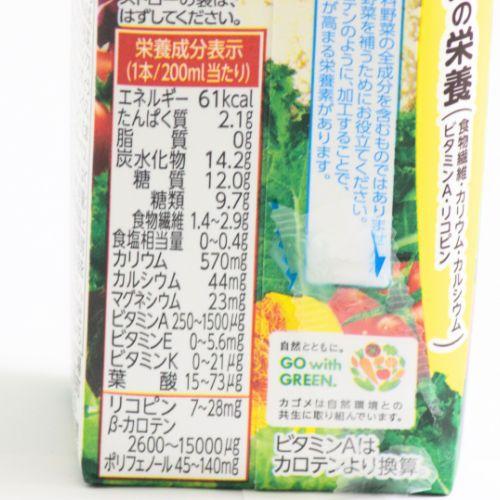 ストローの袋は、
はずしてください。
栄養成分表示
(1本/200ml当たり)
エネルギー 61kcal
たんぱく質 2.1g
脂質 0g
炭水化物 14.2g
糖質 12.0g
糖類 9.7g
食物繊維 1.4~2.9g
食塩相当量 0~0.4g
カリウム 570mg
カルシウム 44mg
マグネシウム 23mg
ビタミンA 250~1500μg
ビタミンE 0~5.6mg
ビタミンK 0~21μg
葉酸 15~73μg
リコピン 7~28mg
β-カロテン
2600~15000μg
ポリフェノール 45~140mg
の栄養
(食物繊維・カリウム・カルシウム
ビタミンA・リコピン)
料野菜の全成分を含むものではありま
野菜を補うためにお役立てください。
テンのように、加工することで、
が高まる栄養素があります。
自然とともに。
GO with
GREEN.
カゴメは自然環境との
共生に取り組んでいます。
ビタミンAは
カロテンより換算